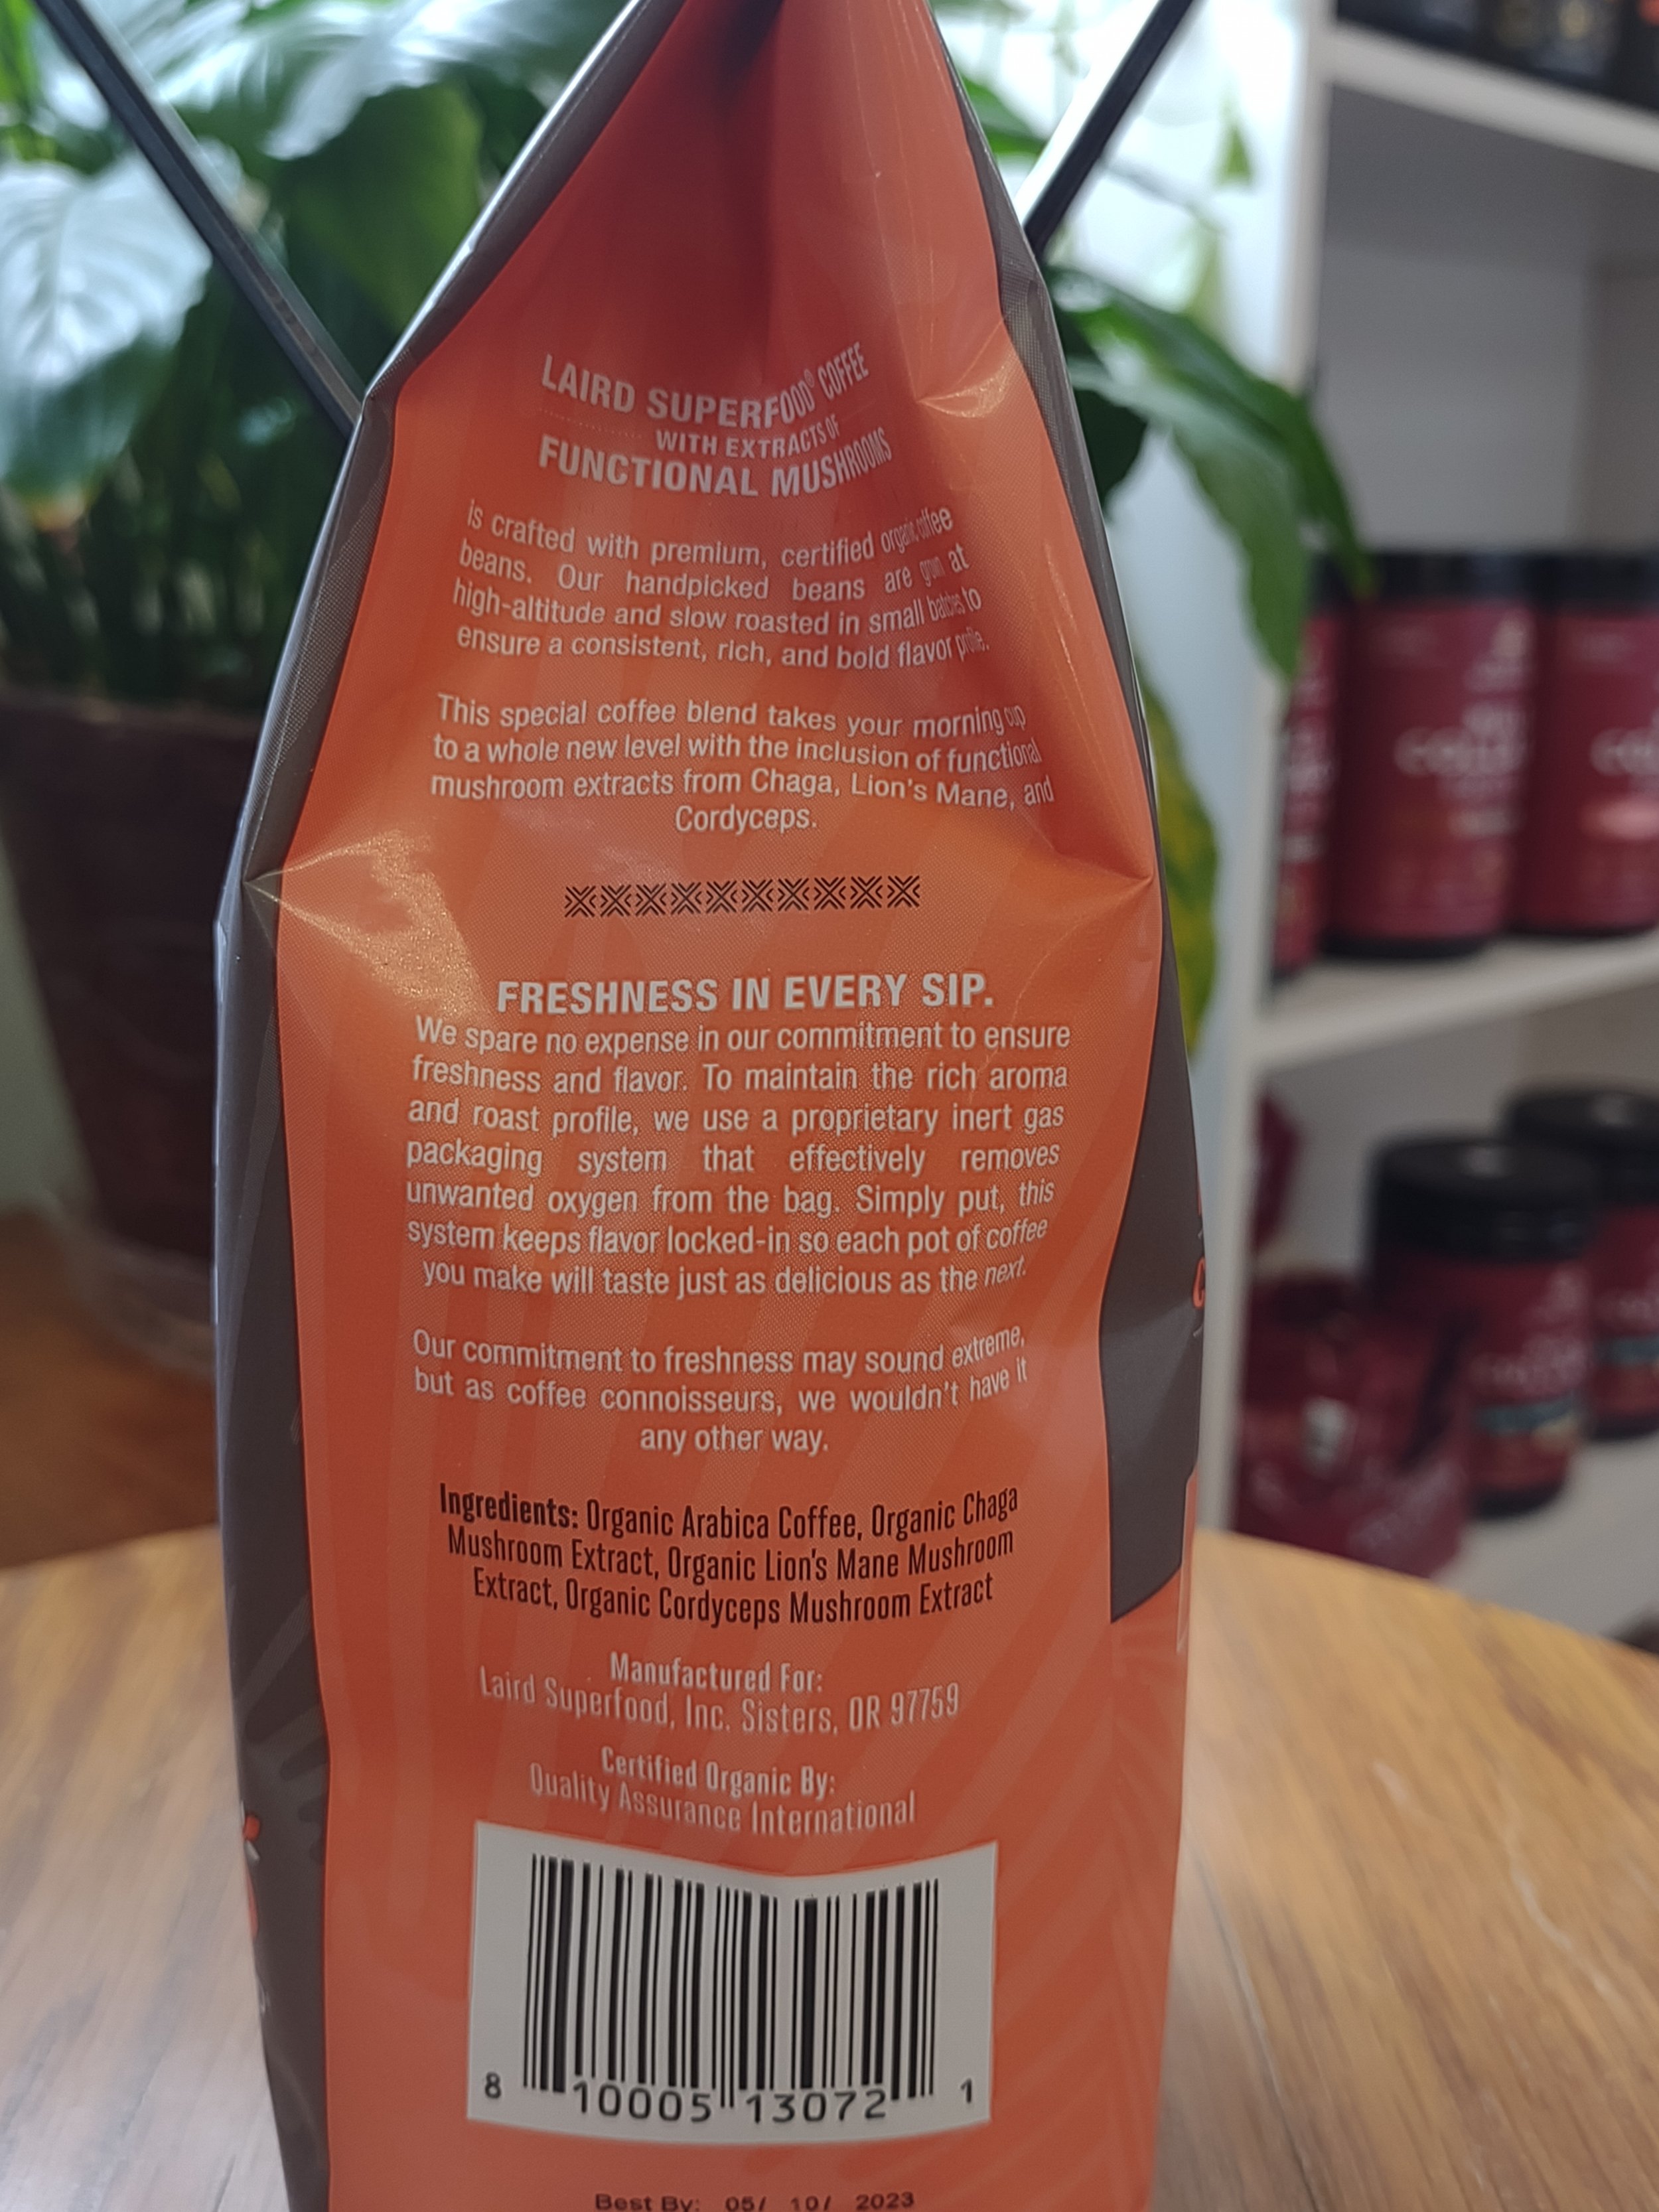 LAIRD SUPERFOOD® COFFEE
WITH EXTRACTS OF
FUNCTIONAL MUSHROOMS
is crafted with premium, certified organic coffee
beans. Our handpicked beans are grown at
high-altitude and slow roasted in small batches to
ensure a consistent, rich, and bold flavor profile.
This special coffee blend takes your morning cup
to a whole new level with the inclusion of functional
mushroom extracts from Chaga, Lion's Mane, and
Cordyceps.
FRESHNESS IN EVERY SIP.
We spare no expense in our commitment to ensure
freshness and flavor. To maintain the rich aroma
and roast profile, we use a proprietary inert gas
packaging system that effectively removes
unwanted oxygen from the bag. Simply put, this
system keeps flavor locked-in so each pot of coffee
you make will taste just as delicious as the next.
Our commitment to freshness may sound extreme,
but as coffee connoisseurs, we wouldn't have it
any other way.
Ingredients: Organic Arabica Coffee, Organic Chaga
Mushroom Extract, Organic Lion's Mane Mushroom
Extract, Organic Cordyceps Mushroom Extract
Manufactured For:
Laird Superfood, Inc. Sisters, OR 97759
Certified Organic By:
Quality Assurance International
8 10005 13072 1
Best By: 05/ 10/ 2023